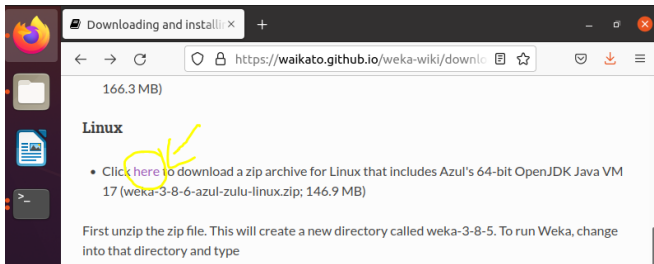 Downloading and installi
https://waikato.github.io/weka-wiki/downlo
166.3 MB)
Linux
Click here to download a zip archive for Linux that includes Azul's 64-bit OpenJDK Java VM
17 (weka-3-8-6-azul-zulu-linux.zip; 146.9 MB)
First unzip the zip file. This will create a new directory called weka-3-8-5. To run Weka, change
into that directory and type